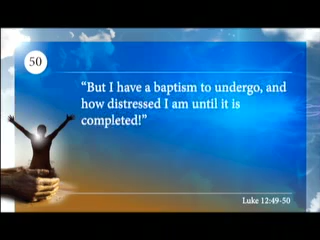 50
“But I have a baptism to undergo, and
how distressed I am until it is
completed!”
Luke 12:49-50